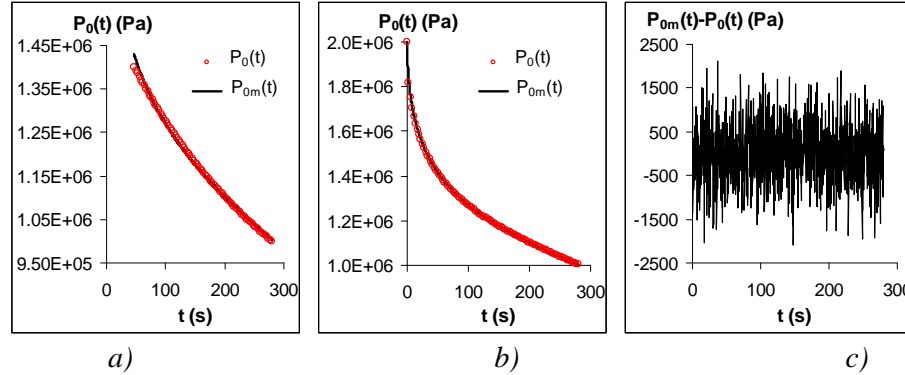 P0(t) (Pa)
1.45E+06
1.35E+06
1.25E+06
1.15E+06
1.05E+06
9.50E+05
0 100 200 300
t (s)
P0(t)
P0m(t)
a)
P0(t) (Pa)
2.0E+06
1.8E+06
1.6E+06
1.4E+06
1.2E+06
1.0E+06
0 100 200 300
t (s)
P0(t)
P0m(t)
b)
P0m(t)-P0(t) (Pa)
2500
1500
500
-500
-1500
-2500
0 100 200 300
t (s)
c)